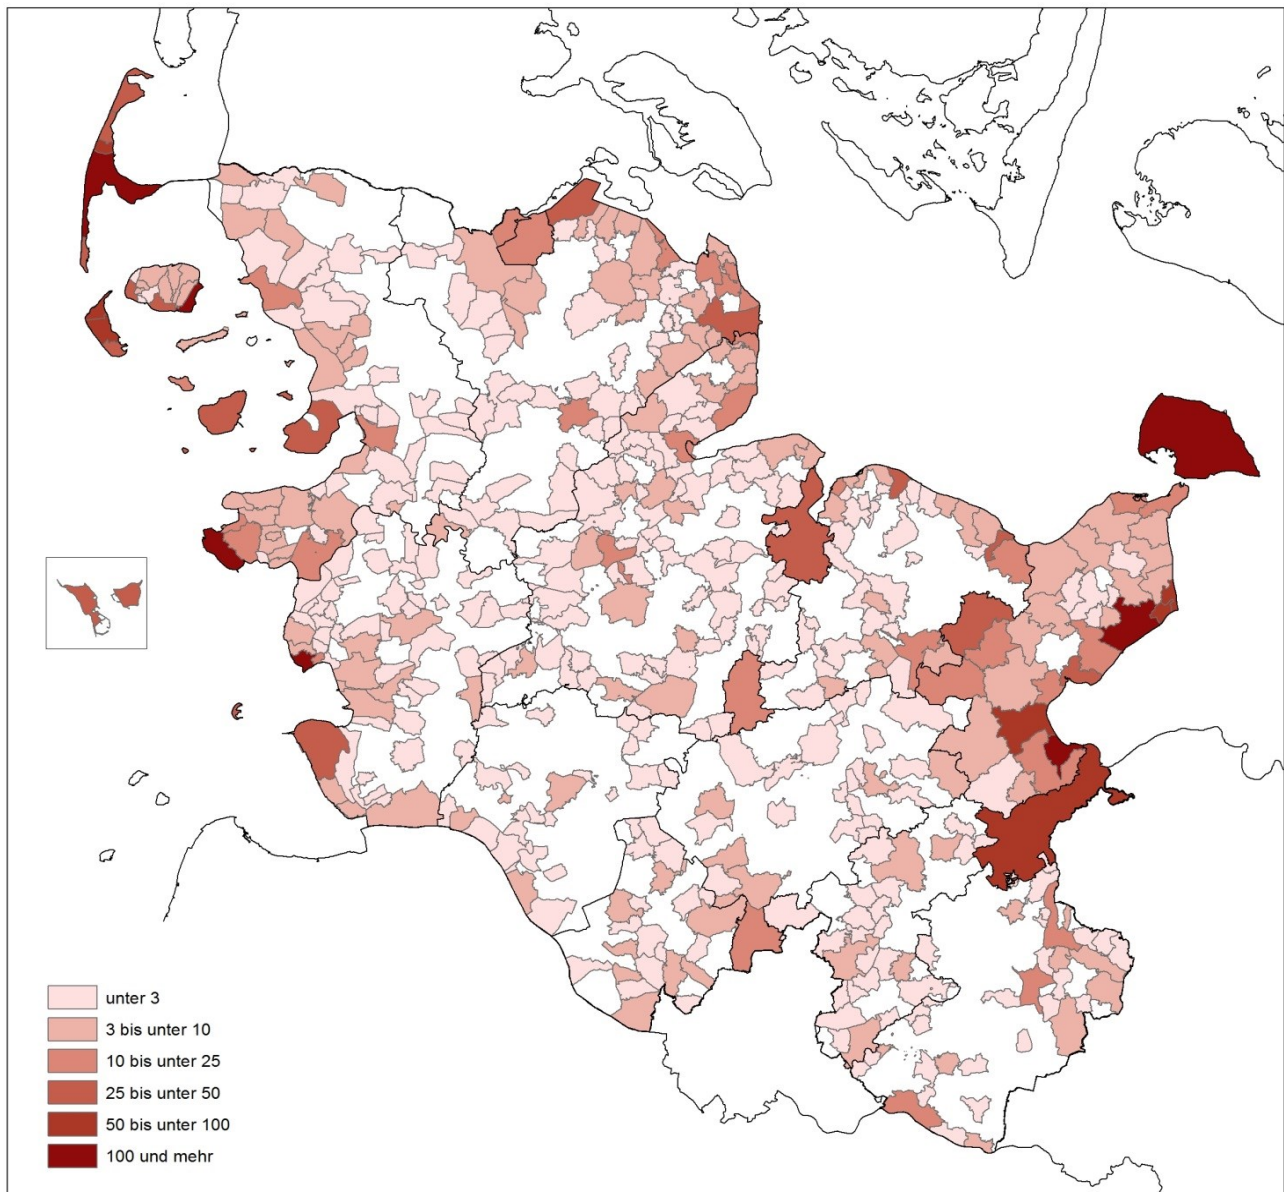 unter 3
3 bis unter 10
10 bis unter 25
25 bis unter 50
50 bis unter 100
100 und mehr